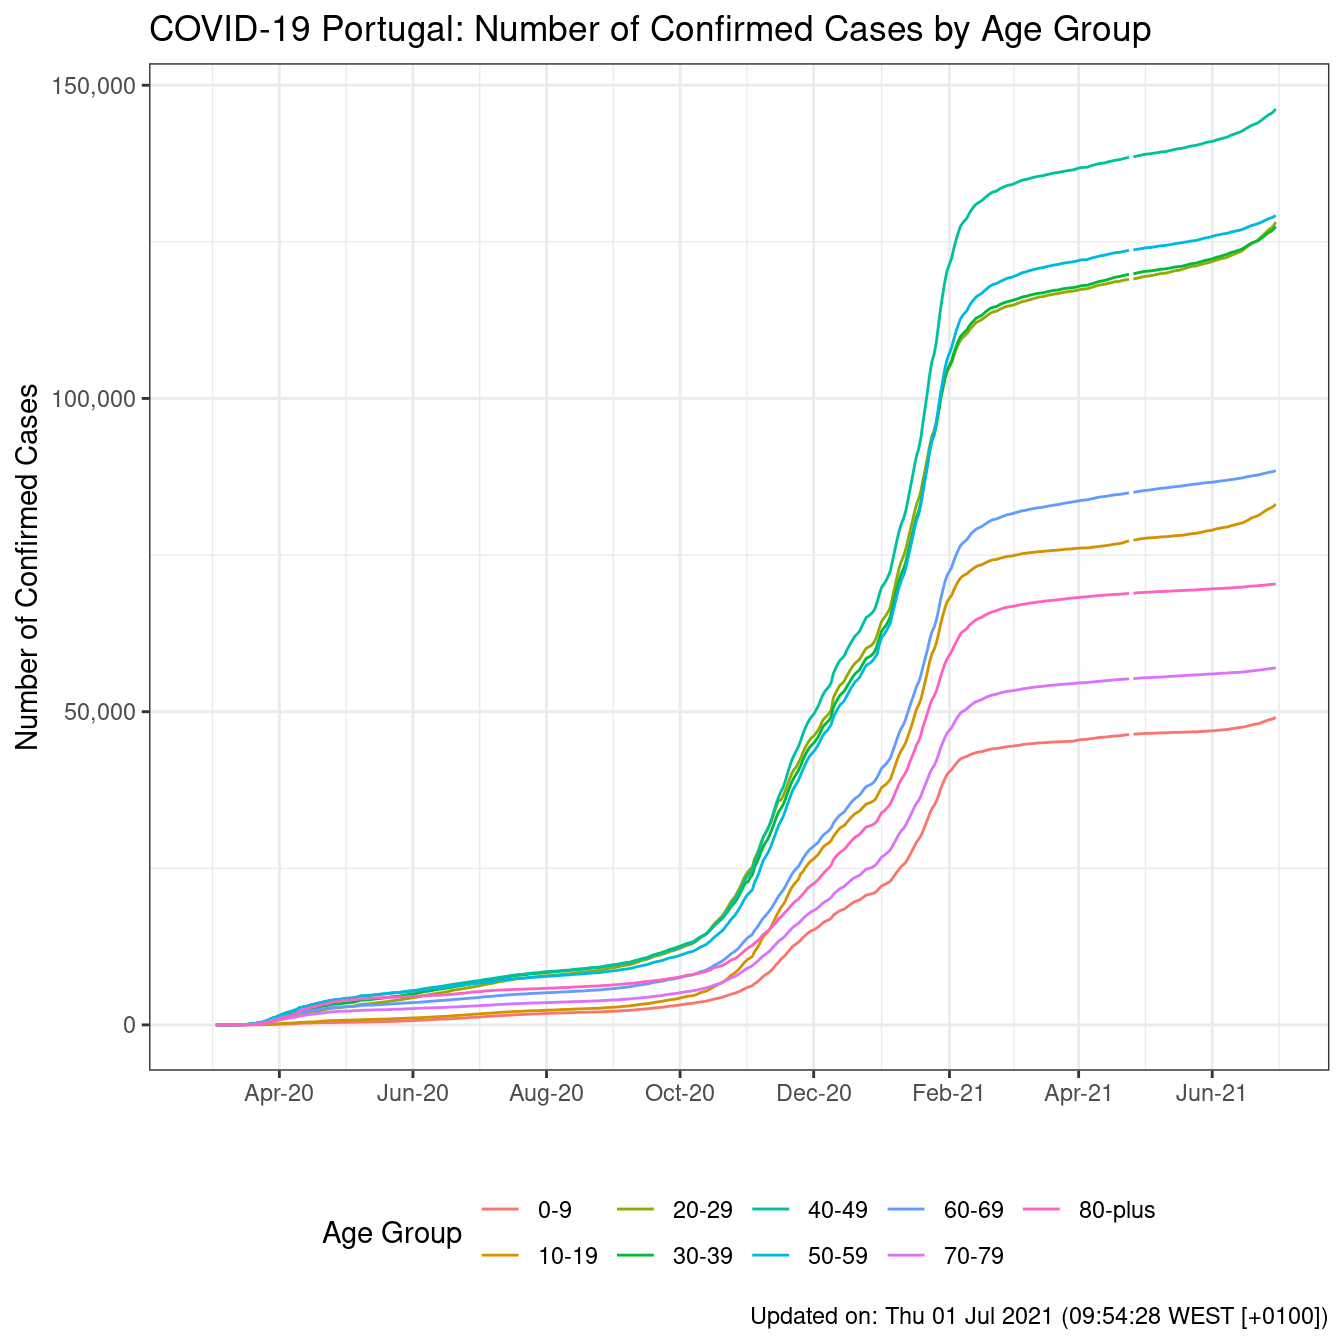 COVID-19 Portugal: Number of Confirmed Cases by Age Group
Number of Confirmed Cases
150,000
100,000
50,000
0
Apr-20 Jun-20 Aug-20 Oct-20 Dec-20 Feb-21 Apr-21 Jun-21
Age Group
0-9 20-29 40-49 60-69 80-plus
10-19 30-39 50-59 70-79
Updated on: Thu 01 Jul 2021 (09:54:28 WEST [+0100])